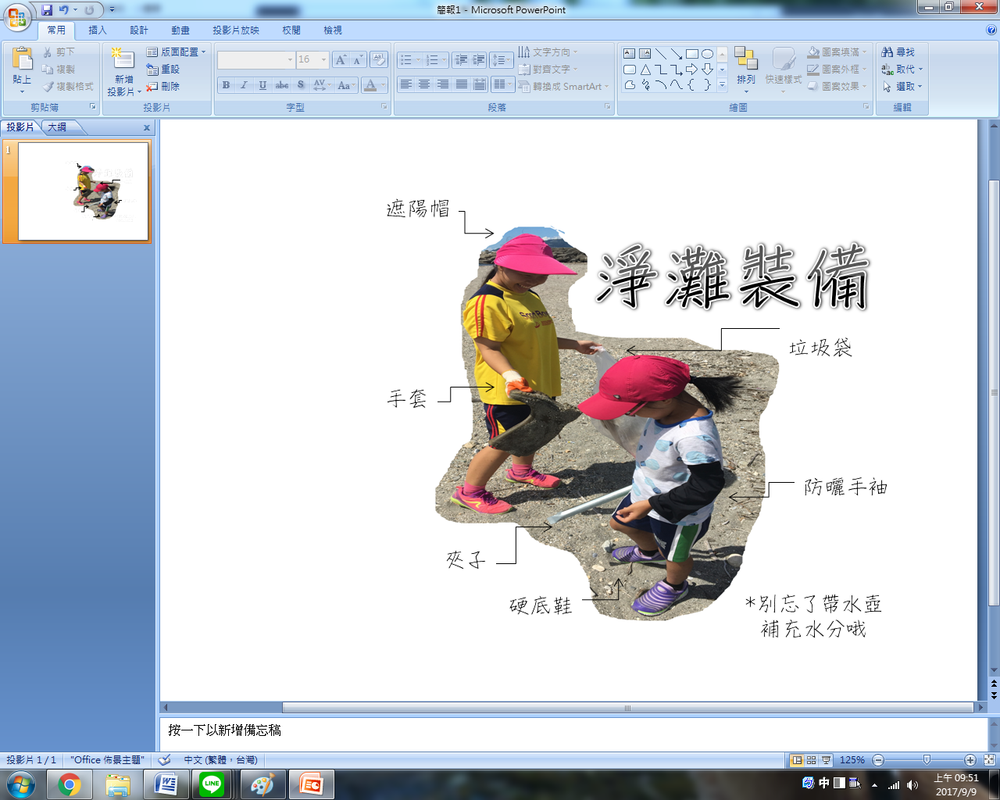 簡報1 - Microsoft PowerPoint
常用 插入 設計 動畫 投影片放映 校閱 檢視
貼上 剪下 複製 複製格式 剪貼簿
新增投影片 版面配置 重設 刪除 投影片
16
B I U abc S AV Aa A 字型
文字方向 對齊文字 轉換成 SmartArt 段落
排列 快速樣式 圖案填滿 圖案外框 圖案效果 繪圖
尋找 取代 選取 編輯
投影片 大綱 x
1
遮陽帽
淨灘裝備
垃圾袋
手套
防曬手袖
夾子
硬底鞋
*別忘了帶水壺
補充水分哦
按一下以新增備忘稿
投影片 1 / 1 "Office 佈景主題" 中文 (繁體，台灣) 125%
中 上午 09:51
2017/9/9